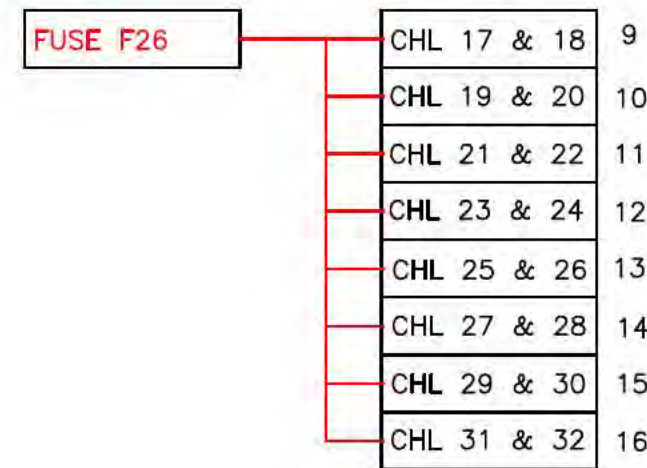 FUSE F26
CHL 17 & 18 9
CHL 19 & 20 10
CHL 21 & 22 11
CHL 23 & 24 12
CHL 25 & 26 13
CHL 27 & 28 14
CHL 29 & 30 15
CHL 31 & 32 16